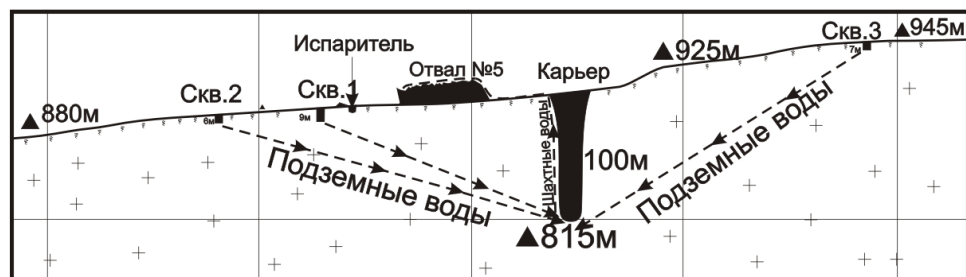 Скв.3
▲945м
Испаритель
▲925м
7м
Отвал №5
Карьер
Скв.1
Скв.2
▲880м
6м
9м
Шахтные воды
100м
Подземные воды
Подземные воды
▲815м